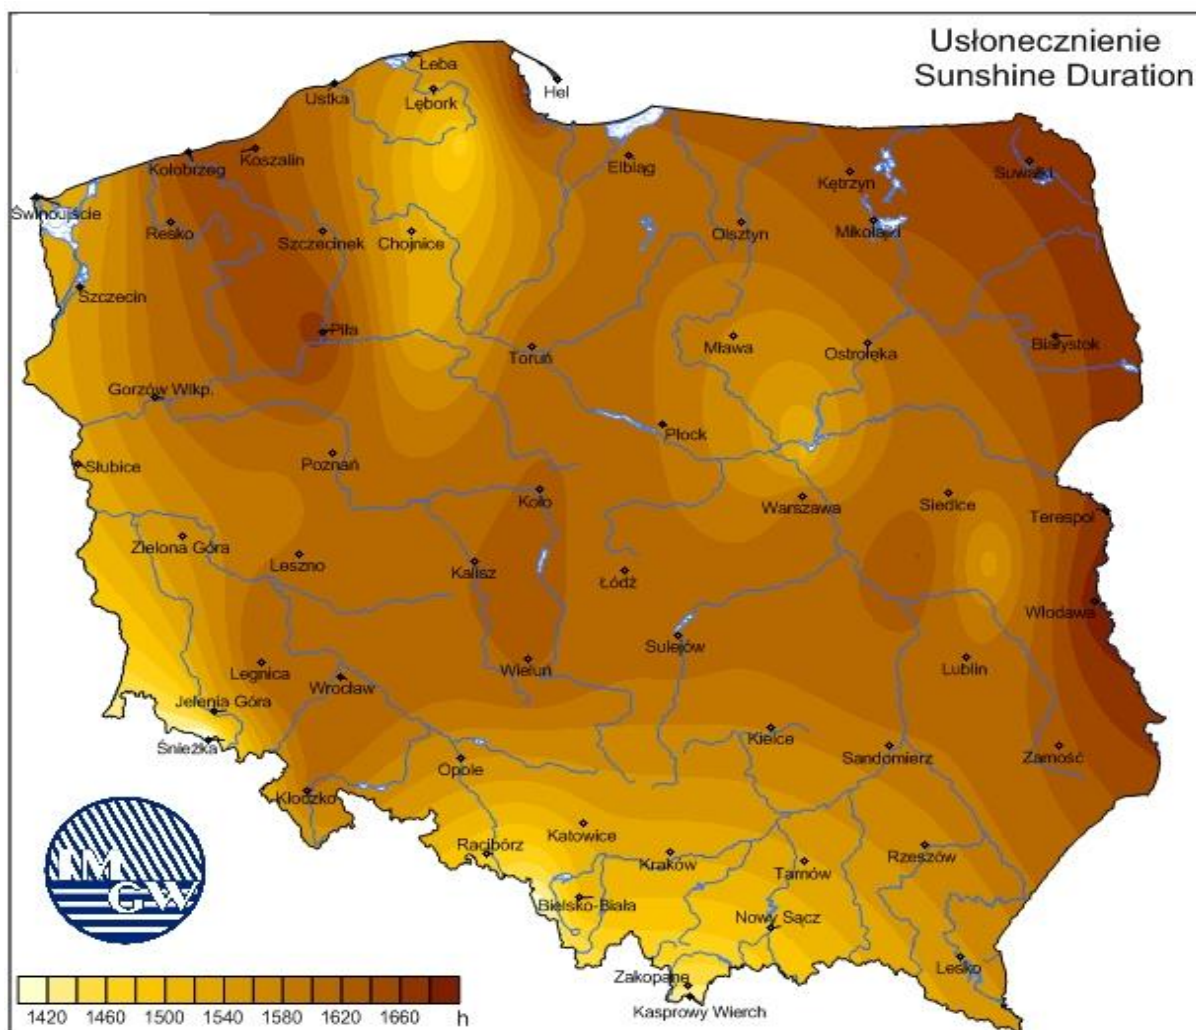 Usłonecznienie
Sunshine Duration
Łeba
Ustka
Lębork
Hel
Kołobrzeg
Koszalin
Elbląg
Kętrzyn
Suwałki
Świnoujście
Resko
Szczecinek
Chojnice
Olsztyn
Mikołajki
Szczecin
Piła
Toruń
Mława
Ostrołęka
Białystok
Gorzów Wlkp.
Płock
Słubice
Poznań
Koło
Warszawa
Siedlce
Terespol
Zielona Góra
Leszno
Kalisz
Łódź
Włodawa
Sulejów
Legnica
Wrocław
Wieluń
Lublin
Jelenia Góra
Śnieżka
Kielce
Sandomierz
Zamość
Opole
Kłoczko
Racibórz
Katowice
Kraków
Tarnów
Rzeszów
Bielsko-Biała
Nowy Sącz
Lesko
Zakopane
Kasprowy Wierch
IMGW
1420 1460 1500 1540 1580 1620 1660 h